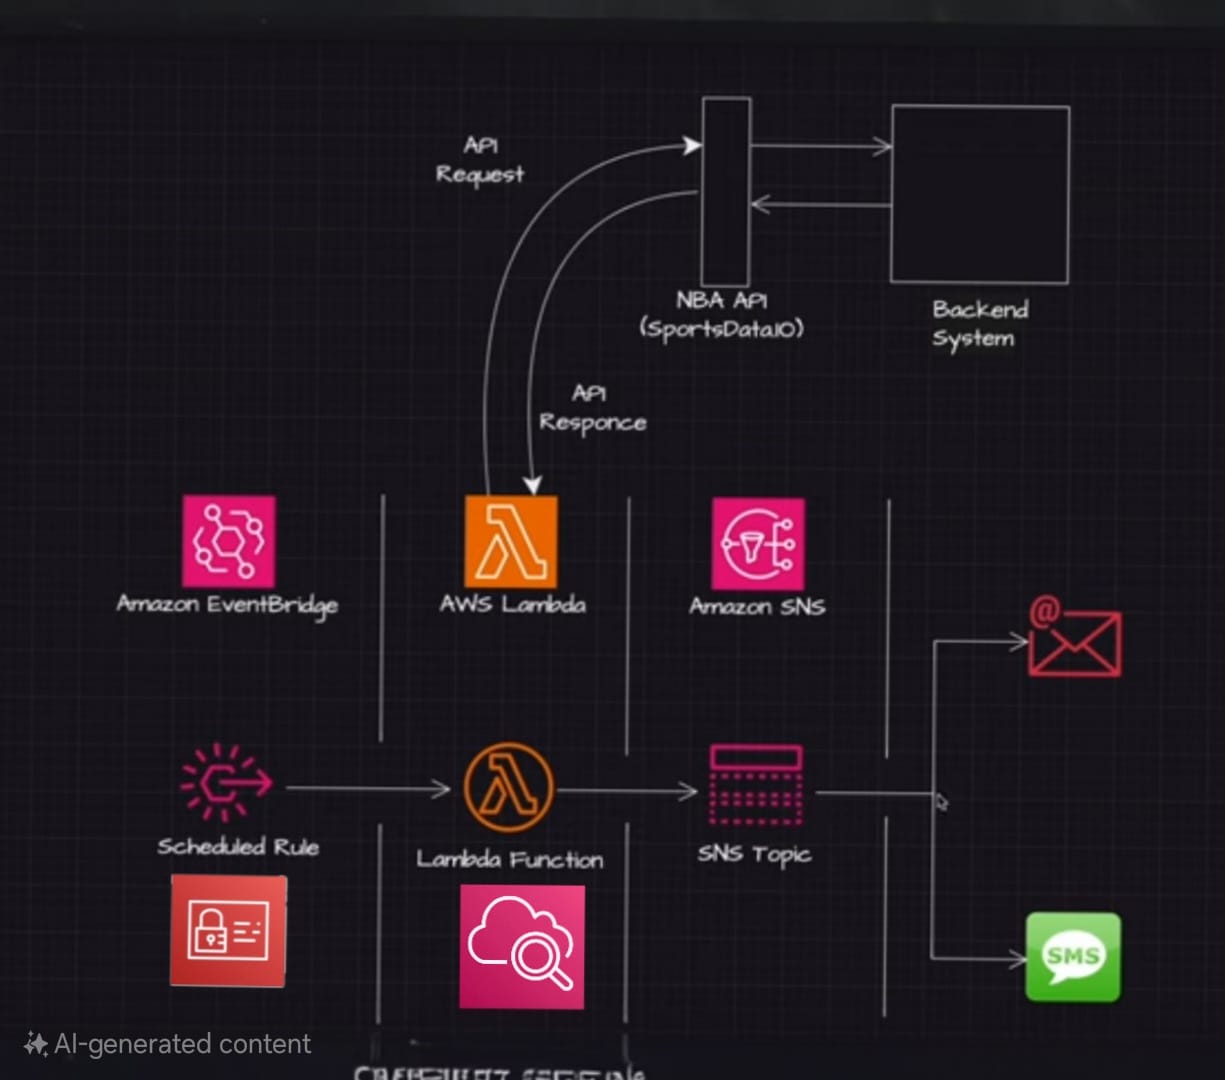 API
Request
NBA API
(SportsDataIO)
Backend
System
API
Responce
Amazon EventBridge
AWS Lambda
Amazon SNS
@
Scheduled Rule
Lambda Function
SNS Topic
SMS
AI-generated content